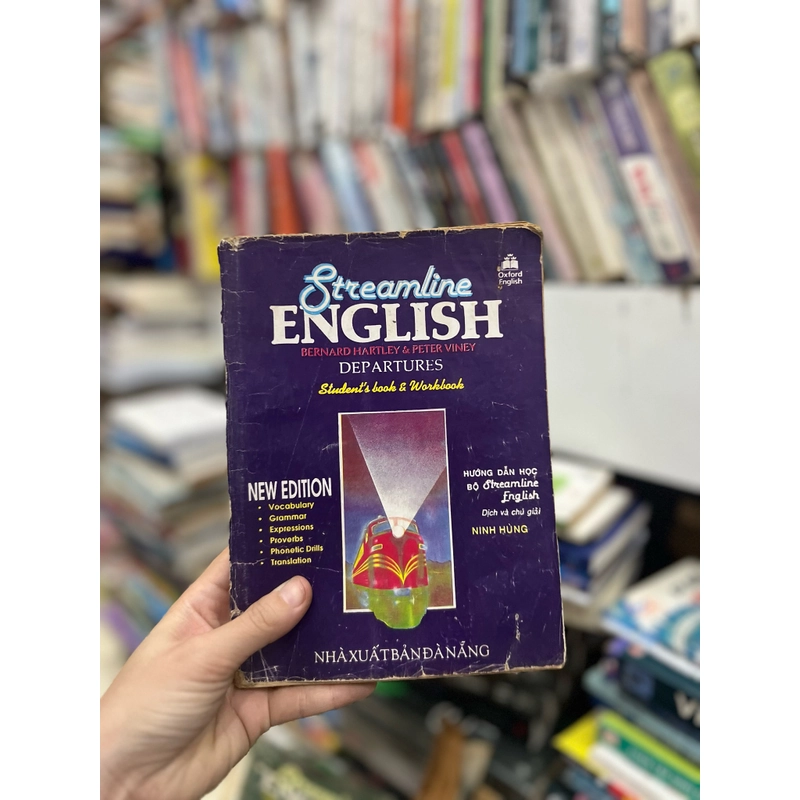 Oxford
English
Streamline
ENGLISH
BERNARD HARTLEY & PETER VINEY
DEPARTURES
Student's book & Workbook
NEW EDITION
• Vocabulary
• Grammar
• Expressions
• Proverbs
• Phonetic Drills
• Translation
HƯỚNG DẪN HỌC
BỘ Streamline
English
Dịch và chú giải
NINH HÙNG
NHÀ XUẤT BẢN ĐÀ NẴNG